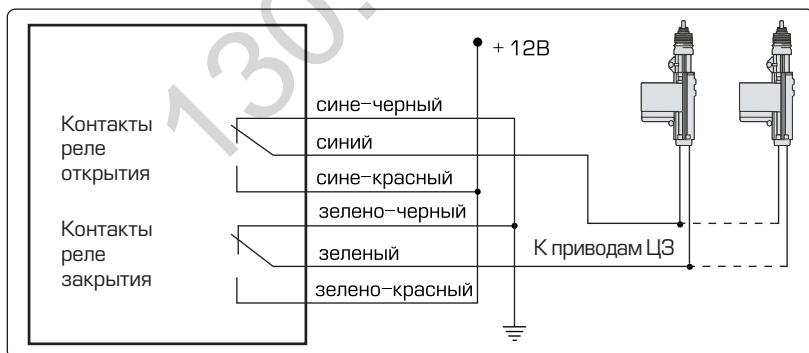 130.
+ 12В
сине-черный
Контакты
реле
открытия
синий
сине-красный
зелено-черный
Контакты
реле
закрытия
зеленый
К приводам ЦЗ
зелено-красный